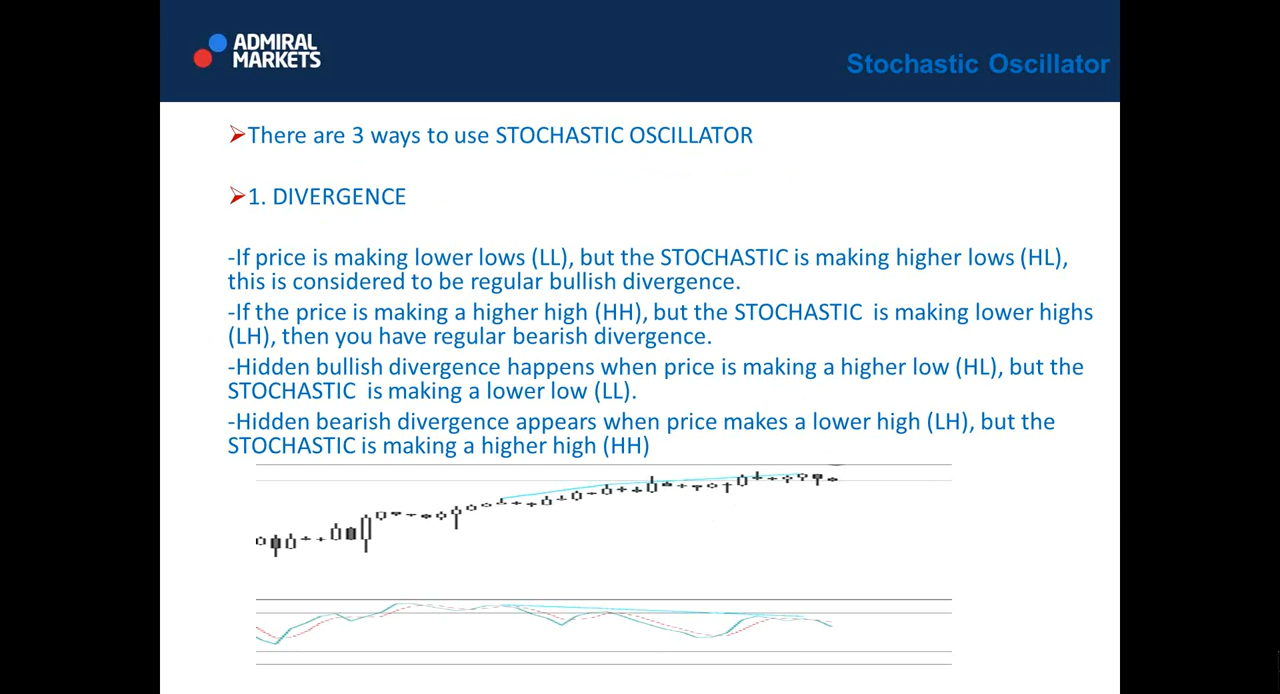 ADMIRAL
MARKETS
Stochastic Oscillator
There are 3 ways to use STOCHASTIC OSCILLATOR
1. DIVERGENCE
-If price is making lower lows (LL), but the STOCHASTIC is making higher lows (HL),
this is considered to be regular bullish divergence.
-If the price is making a higher high (HH), but the STOCHASTIC  is making lower highs
(LH), then you have regular bearish divergence.
-Hidden bullish divergence happens when price is making a higher low (HL), but the
STOCHASTIC  is making a lower low (LL).
-Hidden bearish divergence appears when price makes a lower high (LH), but the
STOCHASTIC is making a higher high (HH)